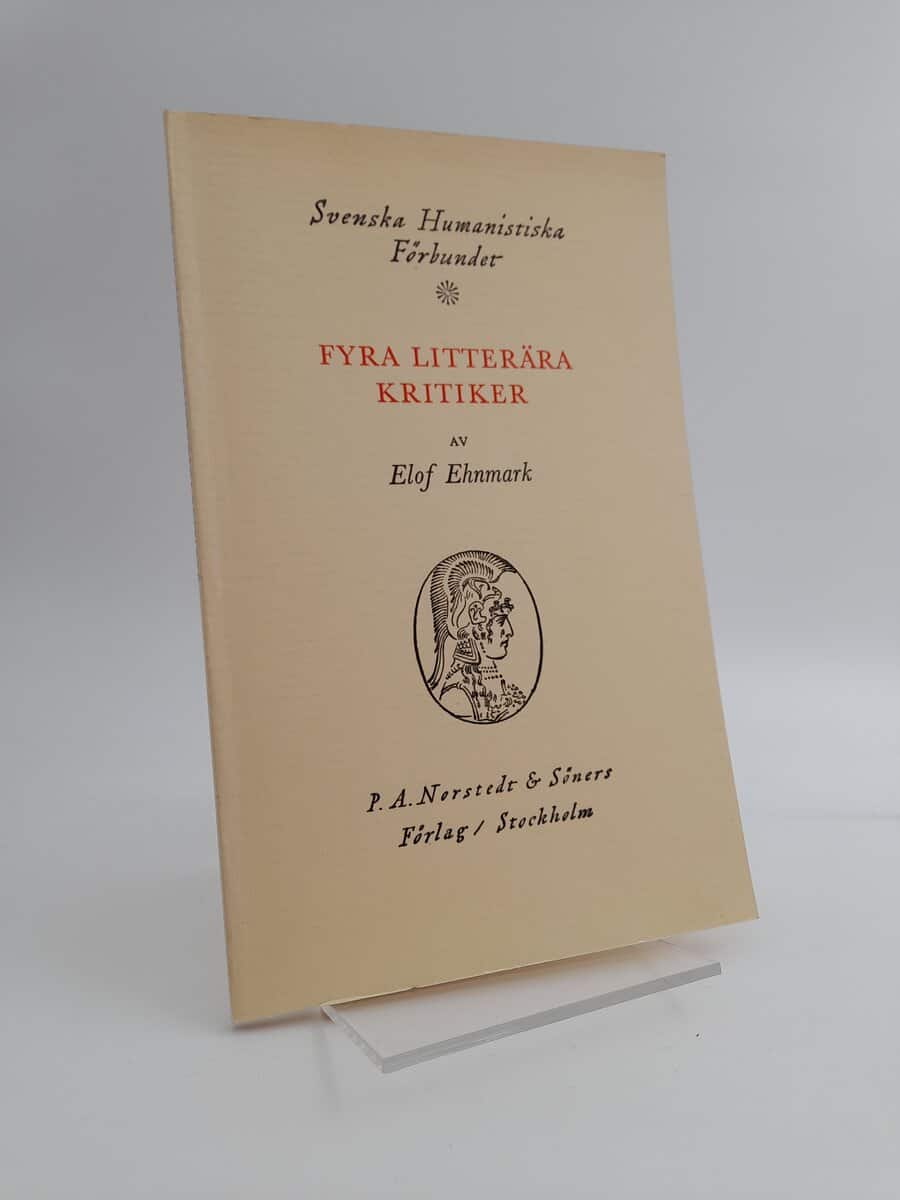 Svenska Humanistiska
Förbundet
FYRA LITTERÄRA
KRITIKER
AV
Elof Ehnmark
P. A. Norstedt & Söners
Förlag / Stockholm